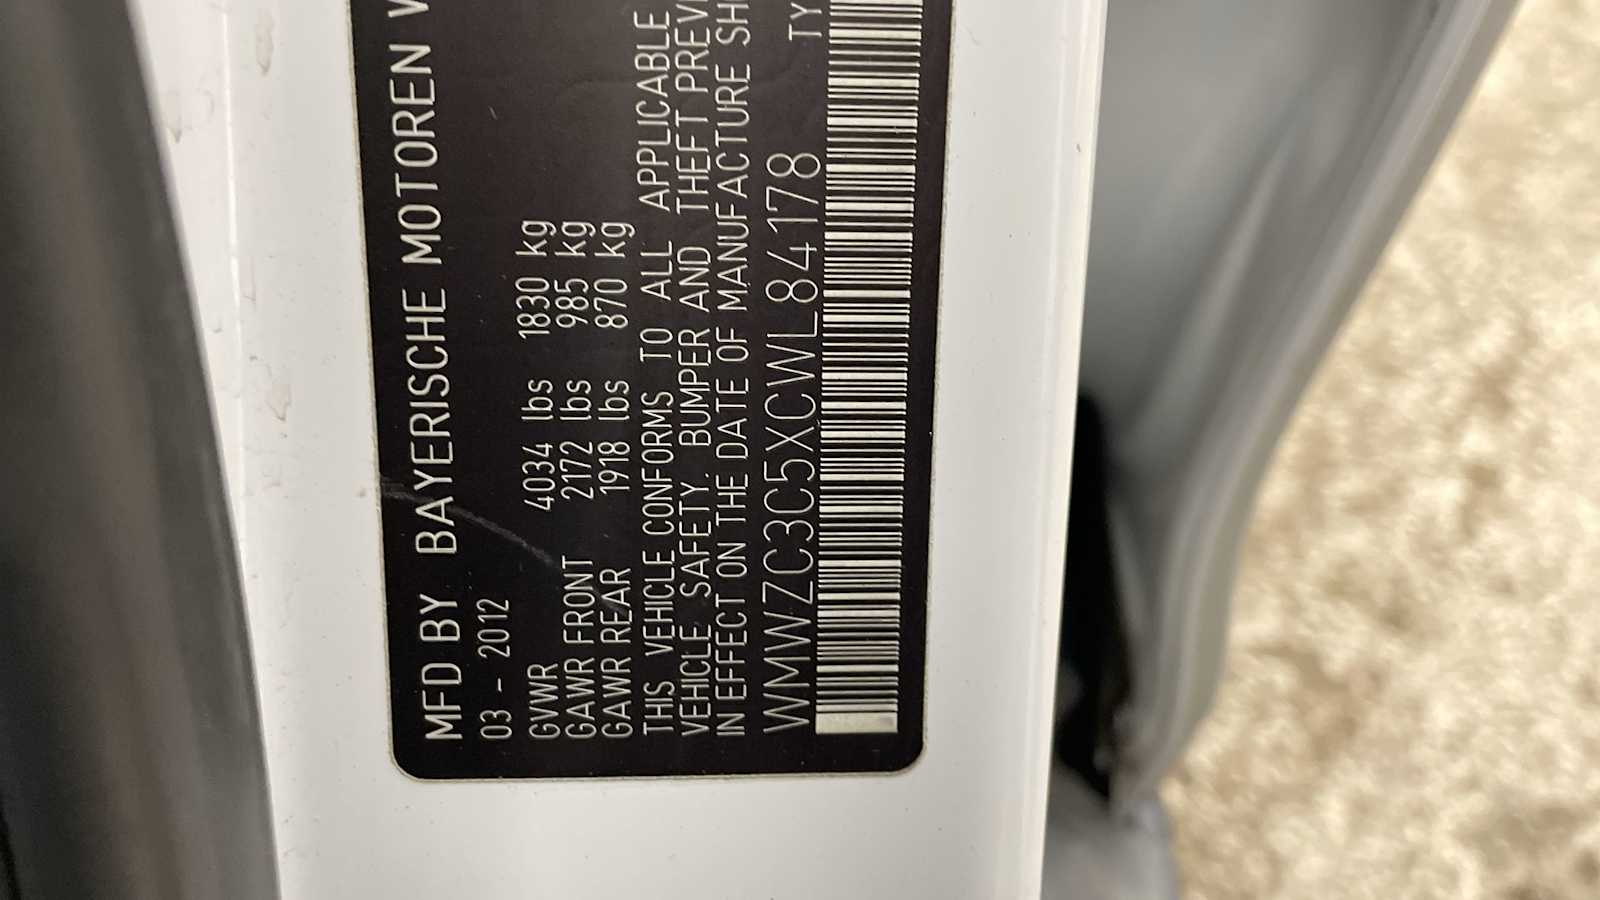 MFD BY BAYERISCHE MOTOREN
03 - 2012
GVWR 4034 lbs 1830 kg
GAWR FRONT 2172 lbs 985 kg
GAWR REAR 1918 lbs 870 kg
THIS VEHICLE CONFORMS TO ALL APPLICABLE
VEHICLE SAFETY, BUMPER AND THEFT PREV
IN EFFECT ON THE DATE OF MANUFACTURE SH
WMWZC3C5XCWL84178 TY